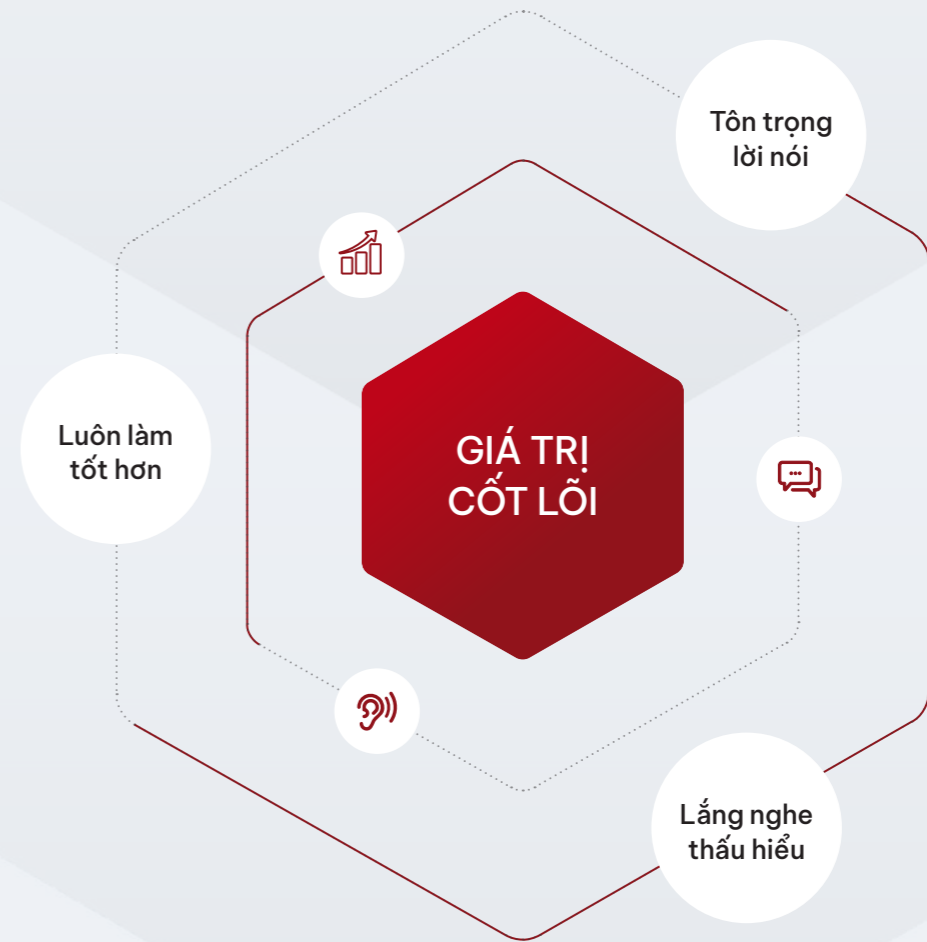 Tôn trọng
lời nói
Luôn làm
tốt hơn
GIÁ TRỊ
CỐT LÕI
Lắng nghe
thấu hiểu